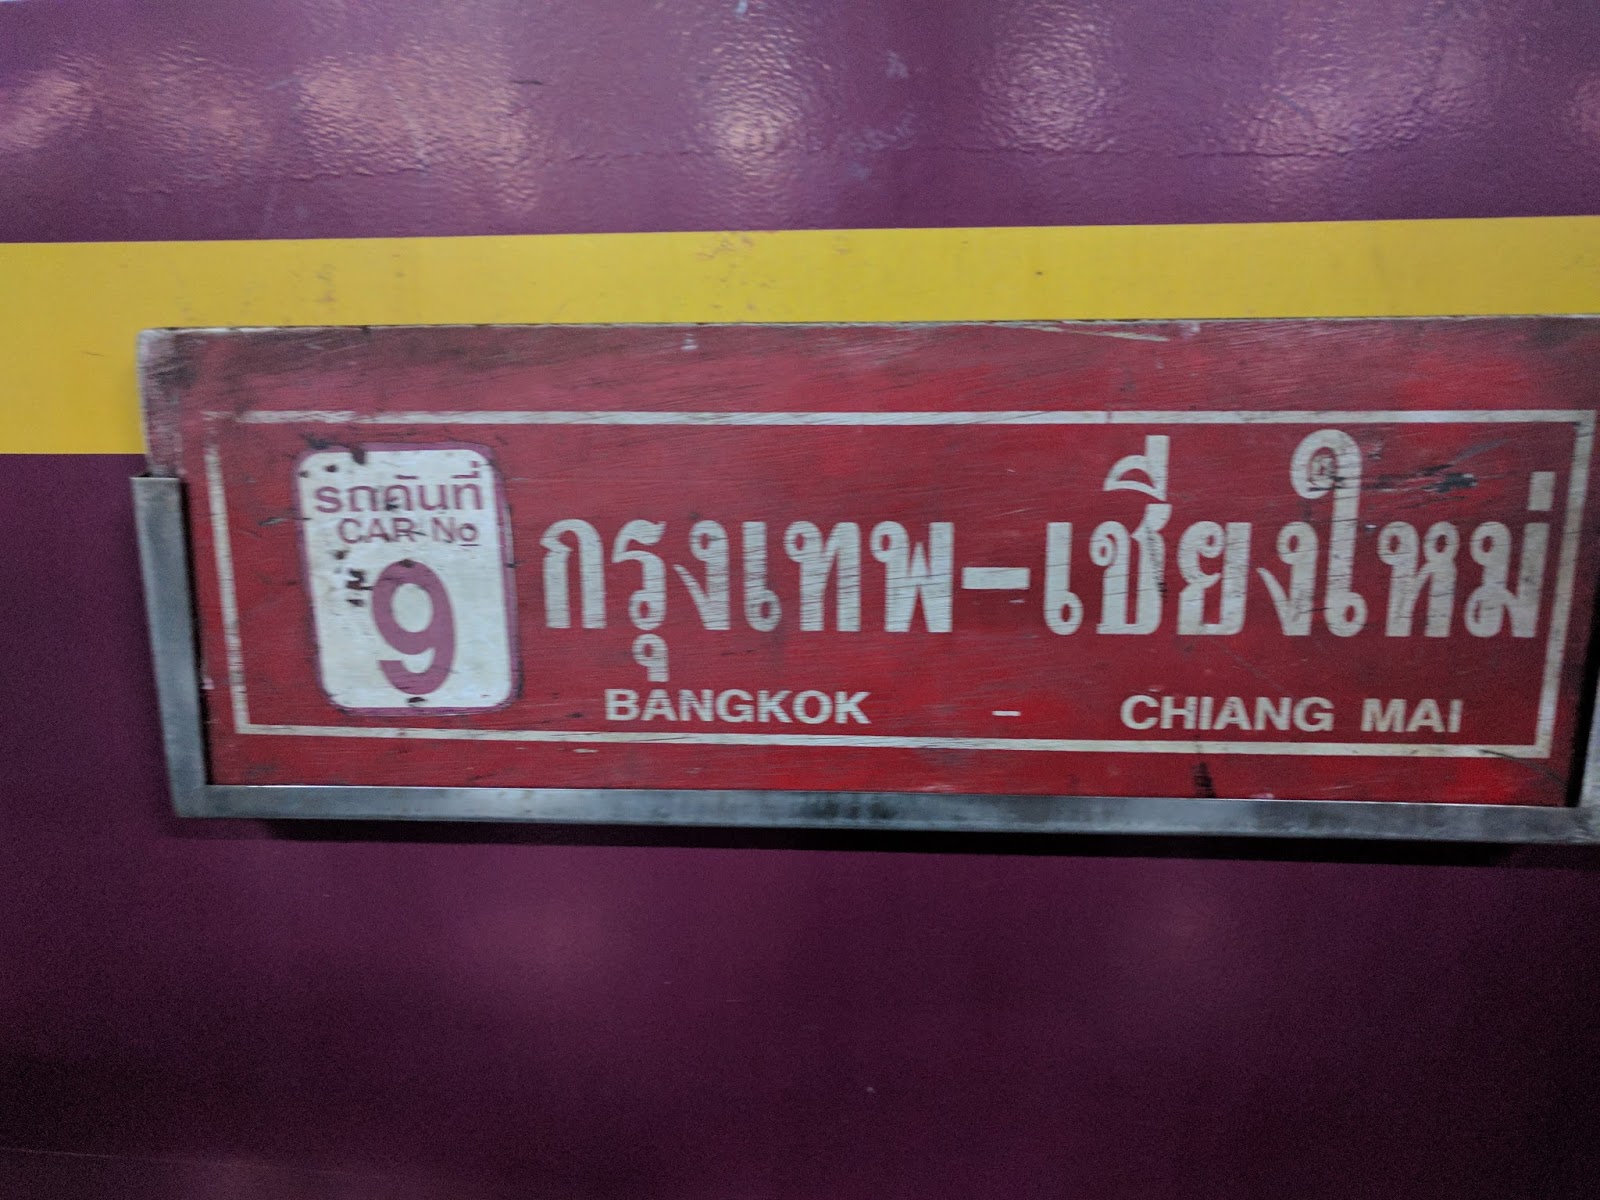 รถคันที่
CAR No
9
กรุงเทพ-เชียงใหม่
BANGKOK - CHIANG MAI